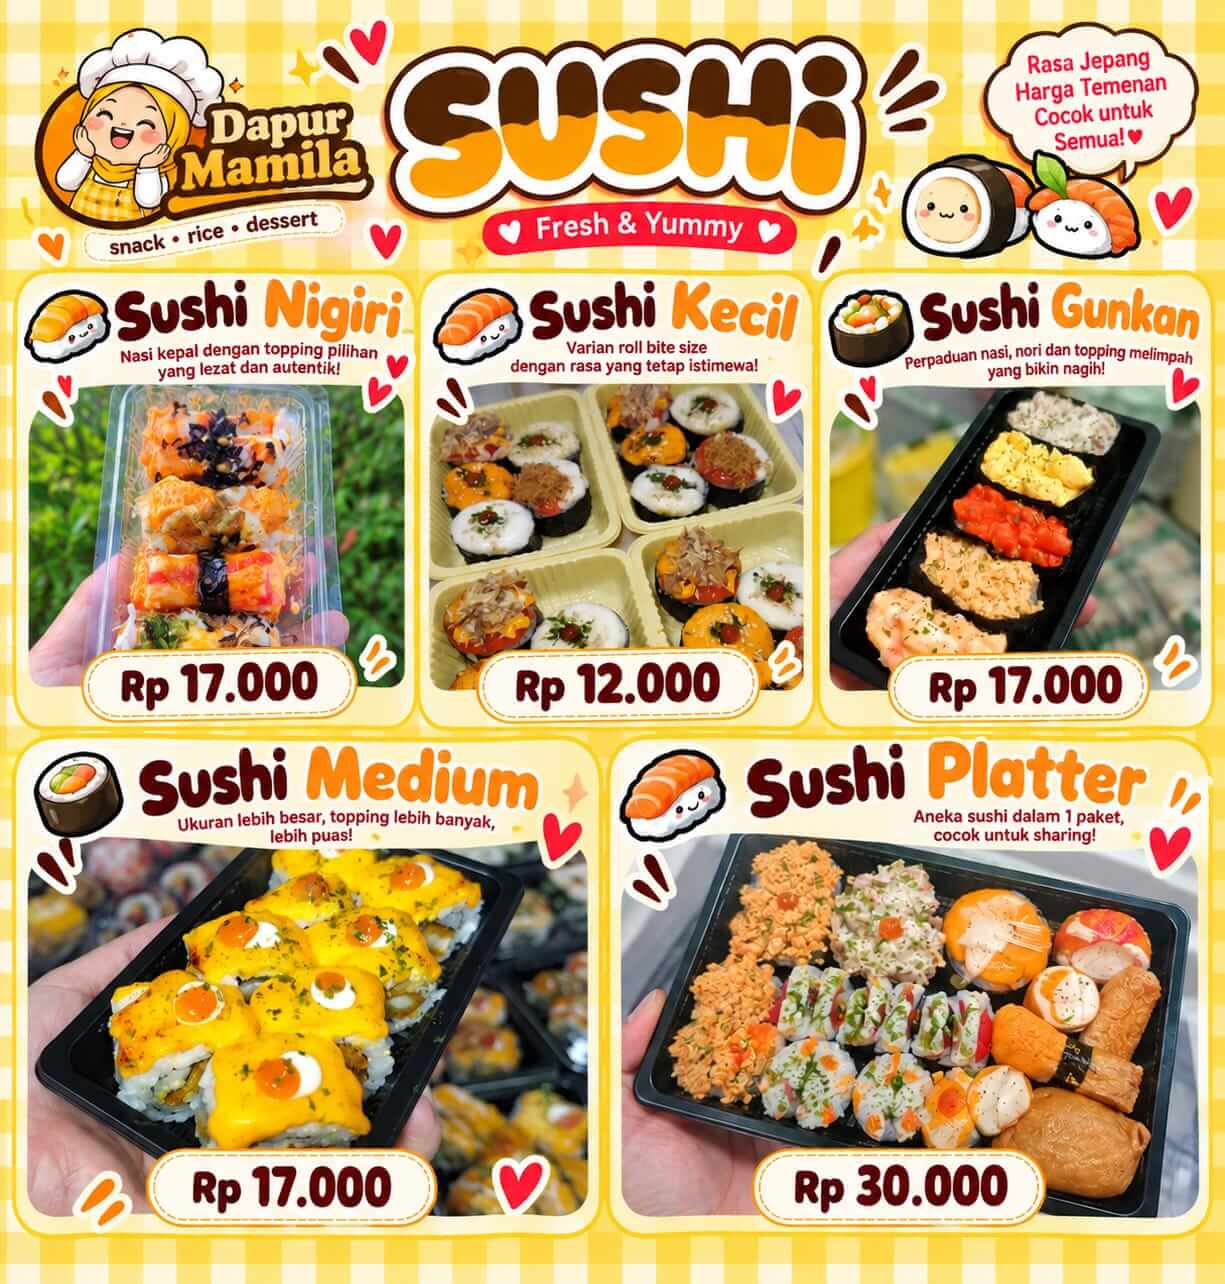 Dapur
Mamila
snack • rice • dessert
SUSHi
Fresh & Yummy
Rasa Jepang
Harga Temenan
Cocok untuk
Semua!
Sushi Nigiri
Nasi kepal dengan topping pilihan
yang lezat dan autentik!
Rp 17.000
Sushi Kecil
Varian roll bite size
dengan rasa yang tetap istimewa!
Rp 12.000
Sushi Gunkan
Perpaduan nasi, nori dan topping melimpah
yang bikin nagih!
Rp 17.000
Sushi Medium
Ukuran lebih besar, topping lebih banyak,
lebih puas!
Rp 17.000
Sushi Platter
Aneka sushi dalam 1 paket,
cocok untuk sharing!
Rp 30.000